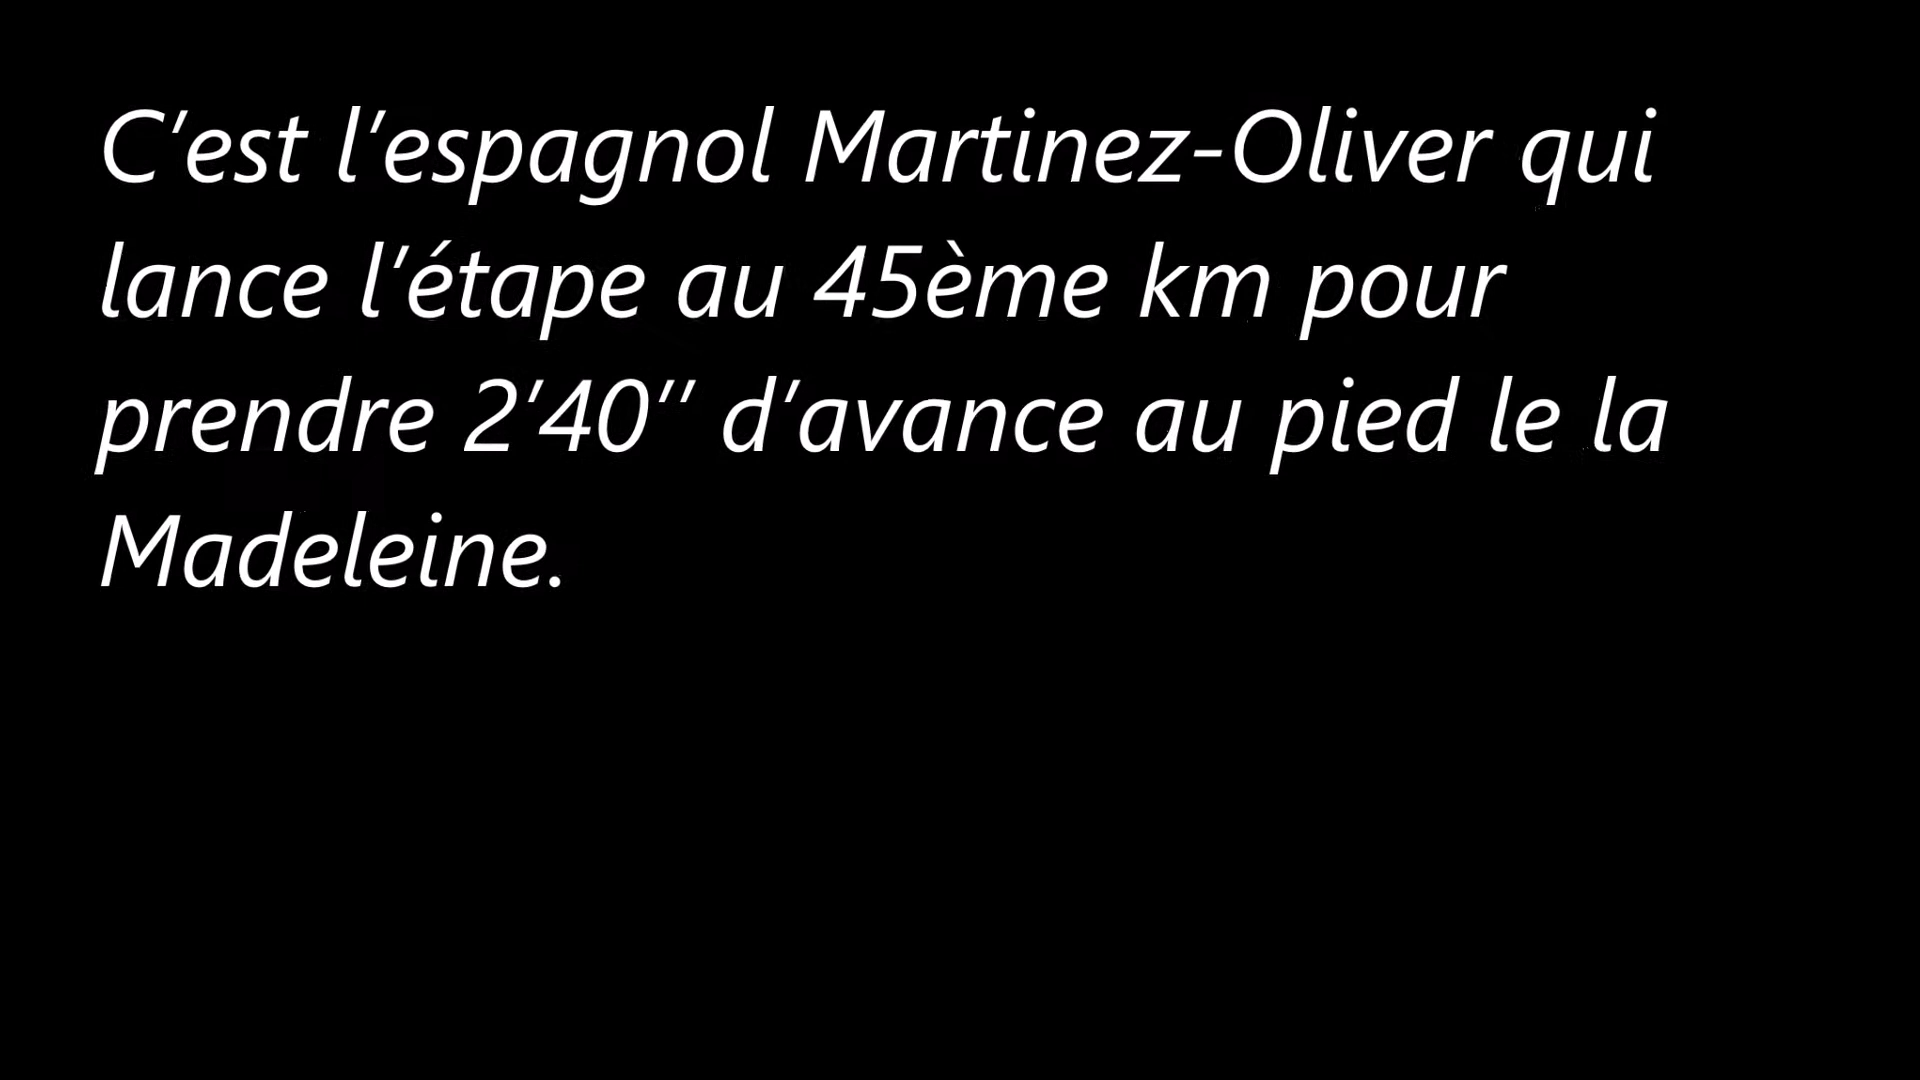 C’est l’espagnol Martinez-Oliver qui
lance l’étape au 45ème km pour
prendre 2’40’’ d’avance au pied le la
Madeleine.